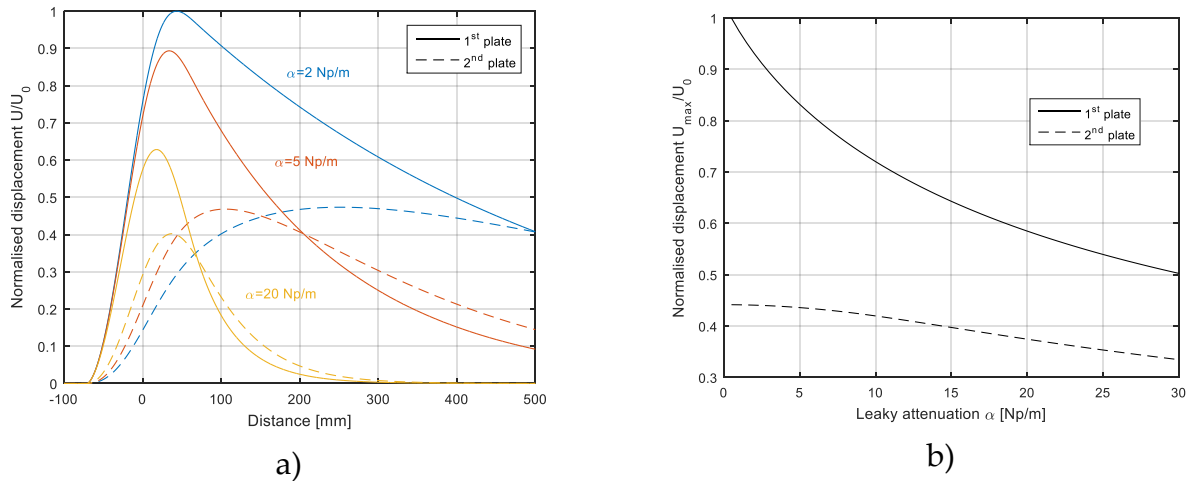 Normalised displacement U/U0
1
0.9
0.8
0.7
0.6
0.5
0.4
0.3
0.2
0.1
0
-100
0
100
200
300
400
500
Distance [mm]
1st plate
2nd plate
α=2 Np/m
α=5 Np/m
α=20 Np/m
a)
Normalised displacement Umax/U0
1
0.9
0.8
0.7
0.6
0.5
0.4
0.3
0
5
10
15
20
25
30
Leaky attenuation α [Np/m]
1st plate
2nd plate
b)